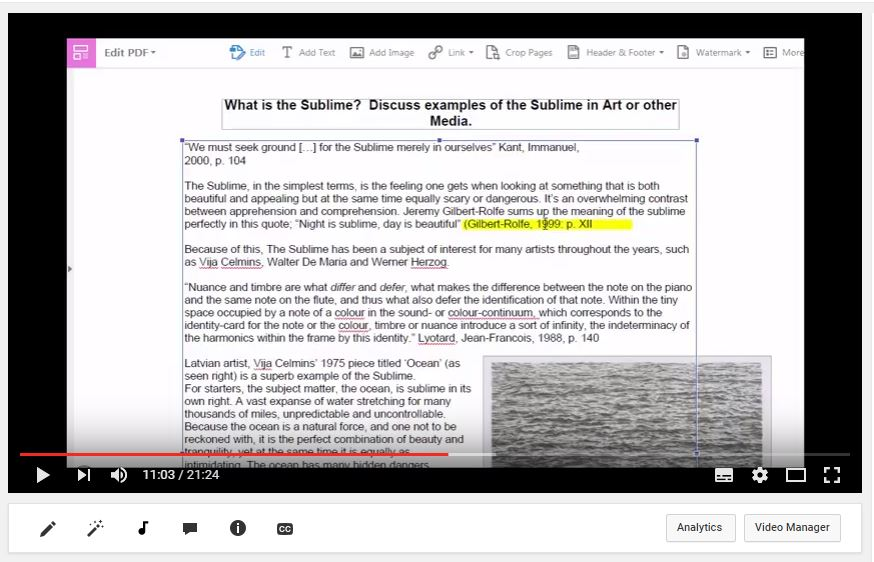 Edit PDF
Edit
Add Text
Add Image
Link
Crop Pages
Header & Footer
Watermark
More
What is the Sublime? Discuss examples of the Sublime in Art or other
Media.
"We must seek ground [...] for the Sublime merely in ourselves" Kant, Immanuel,
2000, p. 104
The Sublime, in the simplest terms, is the feeling one gets when looking at something that is both
beautiful and appealing but at the same time equally scary or dangerous. It's an overwhelming contrast
between apprehension and comprehension. Jeremy Gilbert-Rolfe sums up the meaning of the sublime
perfectly in this quote; "Night is sublime, day is beautiful" (Gilbert-Rolfe, 1999: p. XII
Because of this, The Sublime has been a subject of interest for many artists throughout the years, such
as Vija Celmins, Walter De Maria and Werner Herzog.
"Nuance and timbre are what differ and defer, what makes the difference between the note on the piano
and the same note on the flute, and thus what also defer the identification of that note. Within the tiny
space occupied by a note of a colour in the sound- or colour-continuum, which corresponds to the
identity-card for the note or the colour, timbre or nuance introduce a sort of infinity, the indeterminacy of
the harmonics within the frame by this identity." Lyotard, Jean-Francois, 1988, p. 140
Latvian artist, Vija Celmins' 1975 piece titled 'Ocean' (as
seen right) is a superb example of the Sublime.
For starters, the subject matter, the ocean, is sublime in its
own right. A vast expanse of water stretching for many
thousands of miles, unpredictable and uncontrollable.
Because the ocean is a natural force, and one not to be
reckoned with, it is the perfect combination of beauty and
tranquility, yet at the same time it is equally as
intimidating. The ocean has many hidden dangers
11:03 / 21:24
CC
Analytics
Video Manager